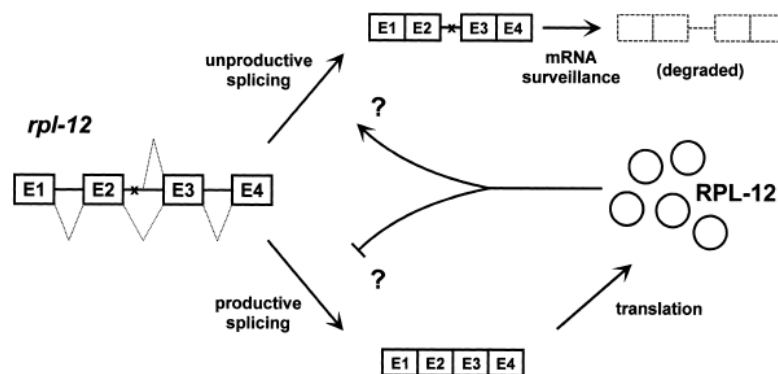 E1 E2 x E3 E4
unproductive
splicing
mRNA
surveillance
(degraded)
?
rpl-12
E1 E2 x E3 E4
RPL-12
?
productive
splicing
translation
E1 E2 E3 E4